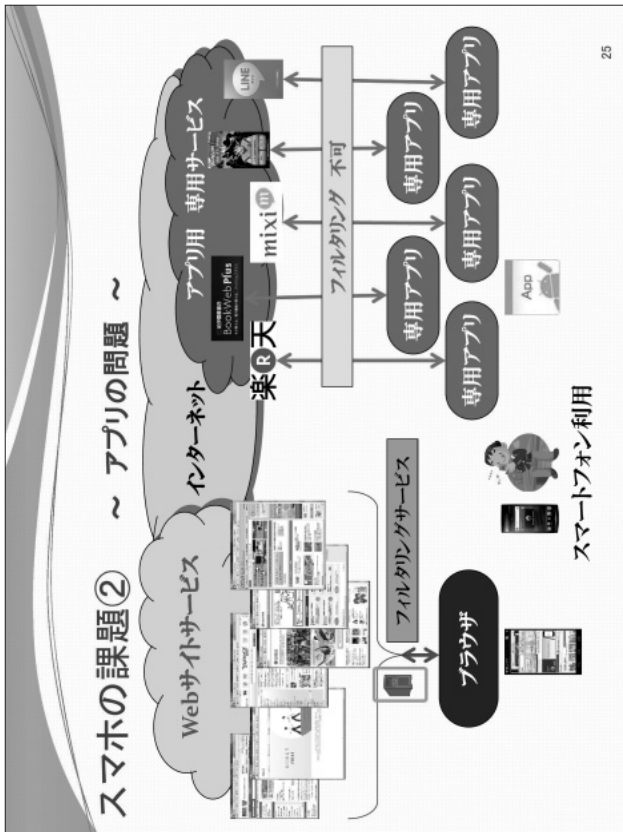 スマホの課題② ～ アプリの問題 ～
インターネット
Webサイトサービス
アプリ用 専用サービス
楽R天
BookWeb Plus
mixi
LINE
フィルタリングサービス
フィルタリング 不可
ブラウザ
専用アプリ
専用アプリ
専用アプリ
専用アプリ
専用アプリ
App
スマートフォン利用
25